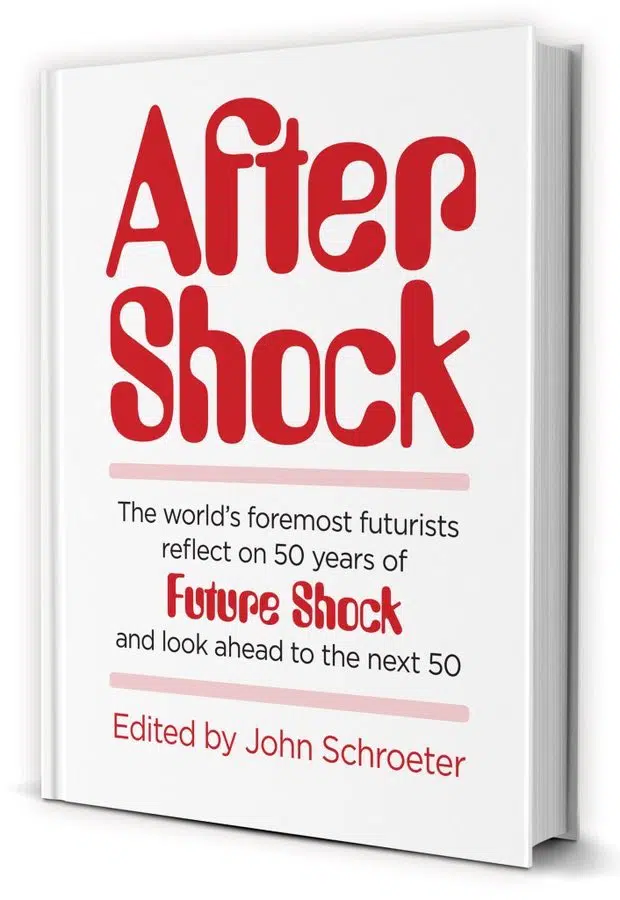 After
Shock
The world's foremost futurists
reflect on 50 years of
Future Shock
and look ahead to the next 50
Edited by John Schroeter